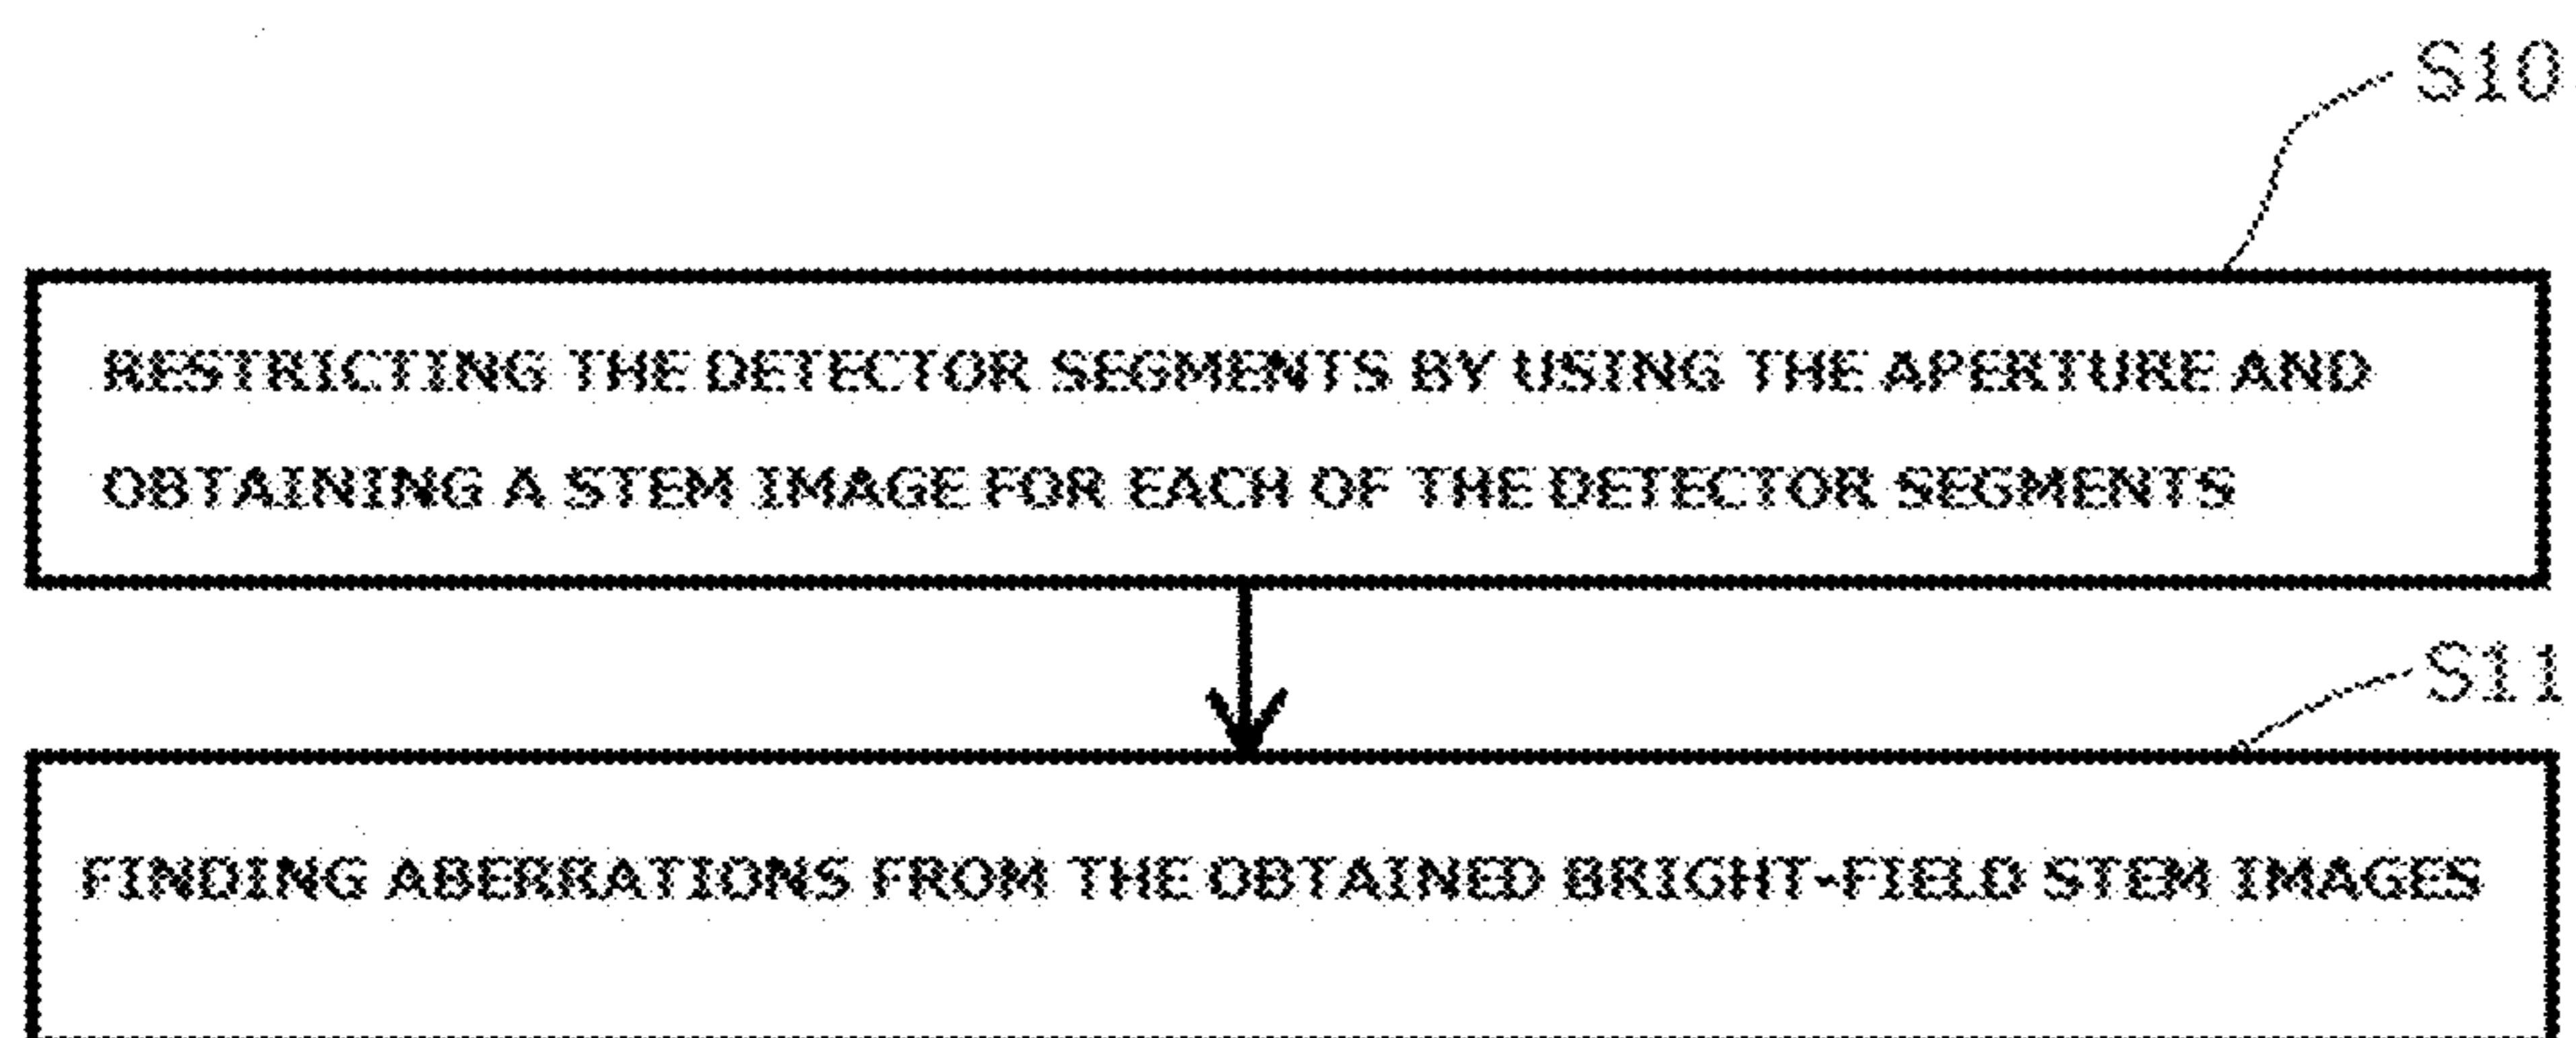 S10
RESTRICTING THE DETECTOR SEGMENTS BY USING THE APERTURE AND
OBTAINING A STEM IMAGE FOR EACH OF THE DETECTOR SEGMENTS
S11
FINDING ABERRATIONS FROM THE OBTAINED BRIGHT-FIELD STEM IMAGES